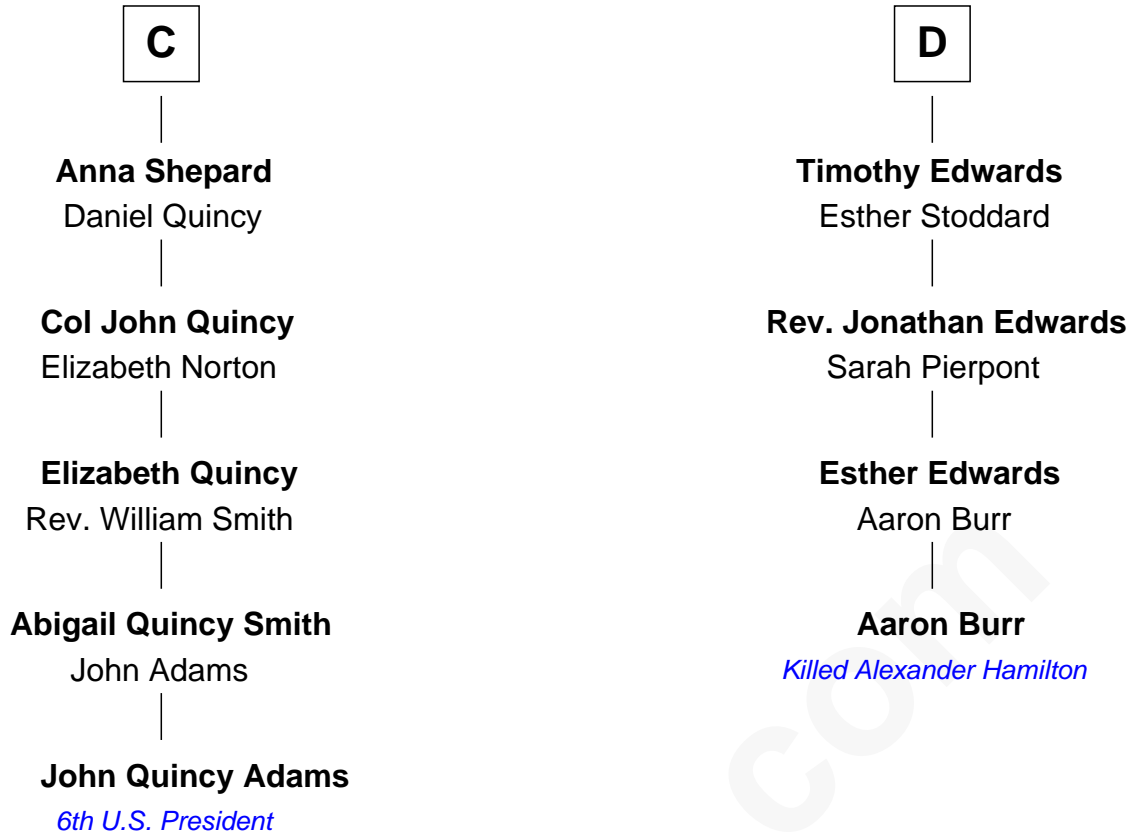 C
Anna Shepard
Daniel Quincy
Col John Quincy
Elizabeth Norton
Elizabeth Quincy
Rev. William Smith
Abigail Quincy Smith
John Adams
John Quincy Adams
6th U.S. President
D
Timothy Edwards
Esther Stoddard
Rev. Jonathan Edwards
Sarah Pierpont
Esther Edwards
Aaron Burr
Aaron Burr
Killed Alexander Hamilton
com